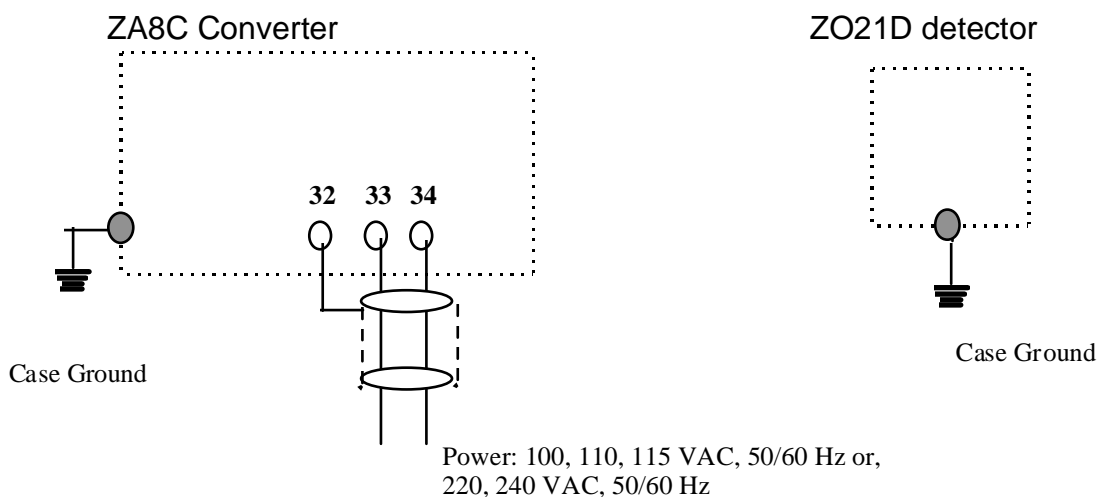 ZA8C Converter
ZO21D detector
32 33 34
Case Ground
Case Ground
Power: 100, 110, 115 VAC, 50/60 Hz or,
220, 240 VAC, 50/60 Hz